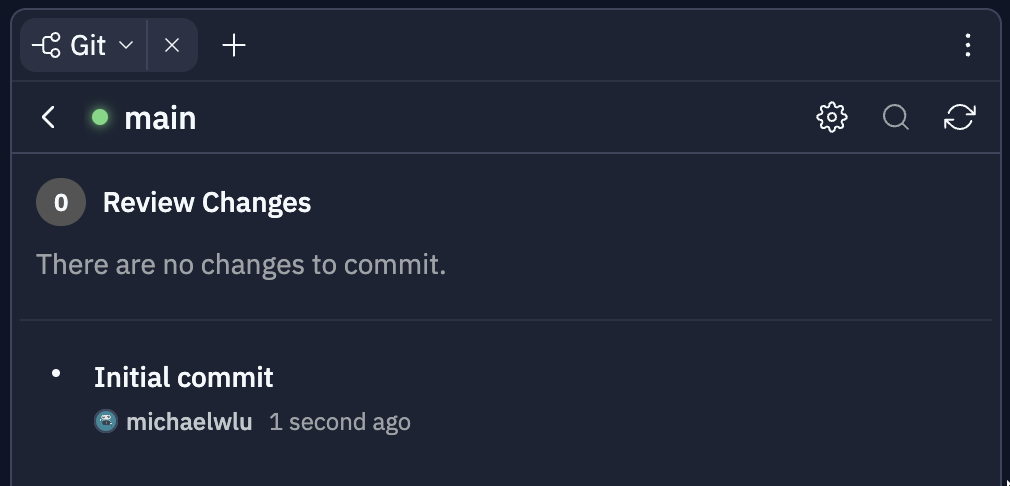 Git
main
0 Review Changes
There are no changes to commit.
Initial commit
michaelwlu 1 second ago